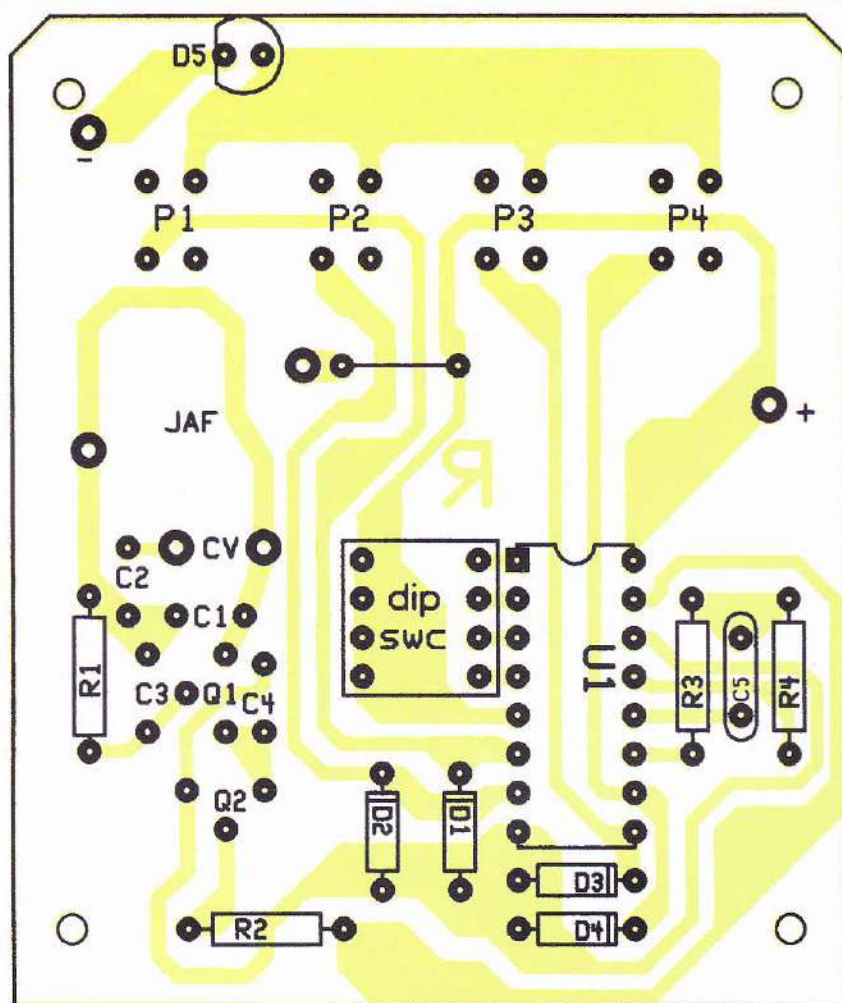 D5
-
P1 P2 P3 P4
JAF
+
R
CV
C2
dip
swc
C1
U1
R1
R3
C5
R4
C3 Q1 C4
Q2
D2
D1
D3
R2
D4